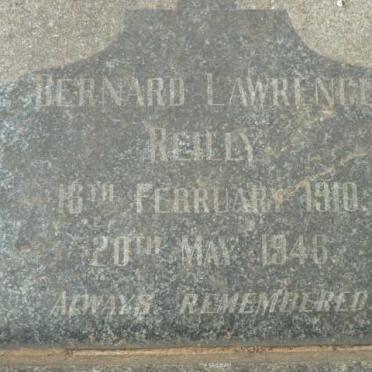 BERNARD LAWRENCE
REILLY
16TH FEBRUARY 1910.
20TH MAY 1946.
ALWAYS REMEMBERED